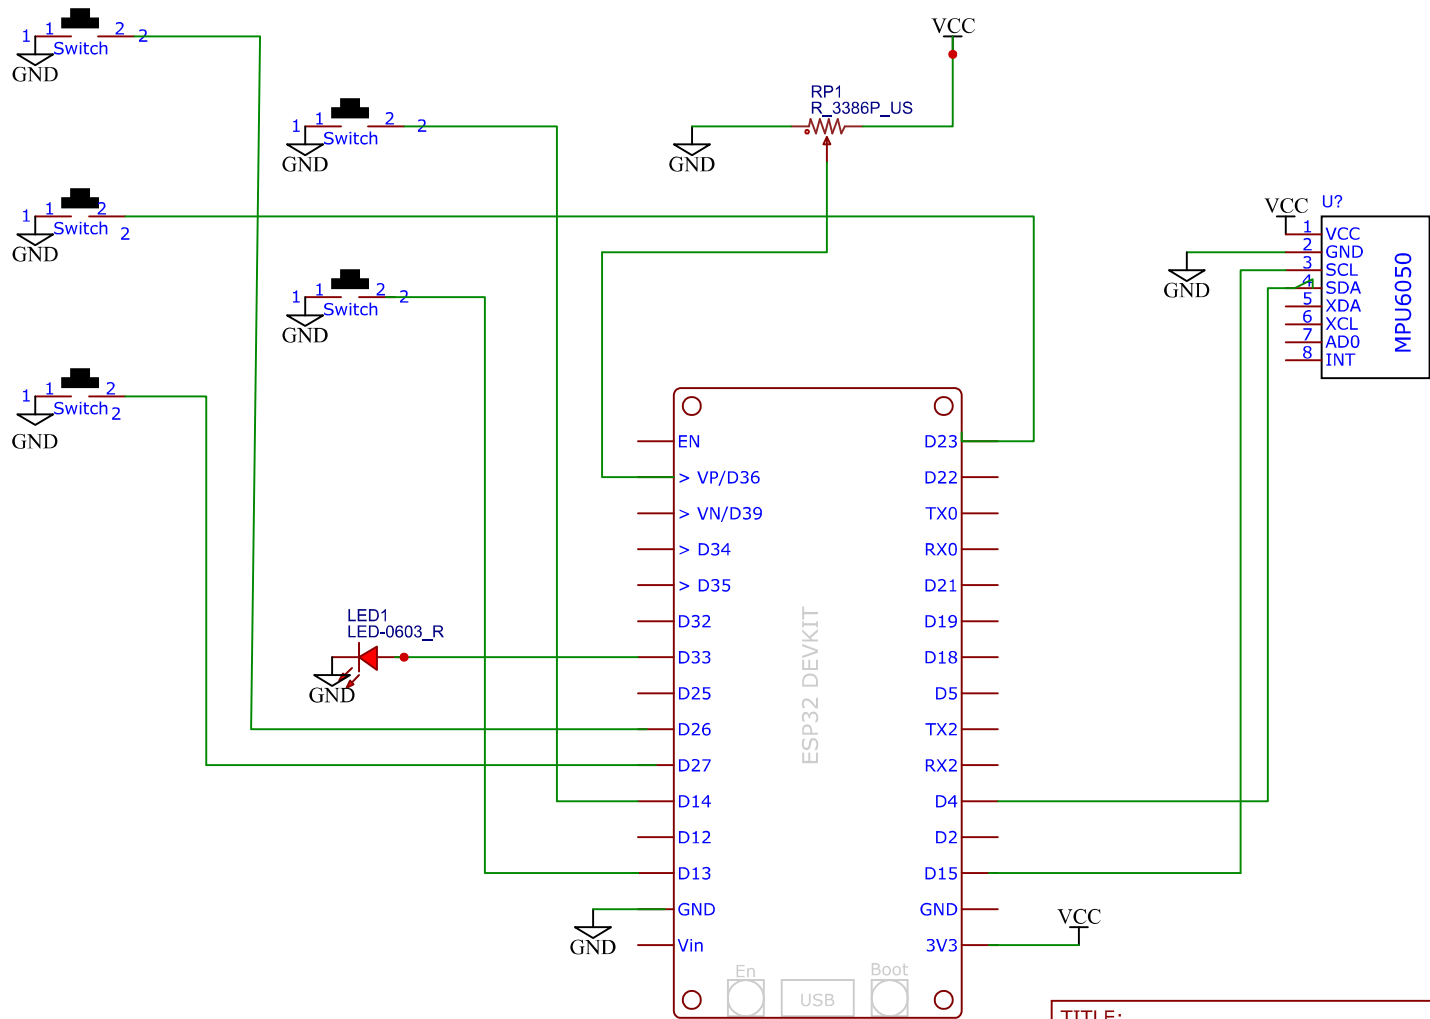 1 1 Switch 2 2
GND
VCC
RP1
R_3386P_US
1 1 Switch 2 2
GND
GND
1 1 Switch 2
2
GND
VCC
U?
1 VCC
2 GND
3 SCL
4 SDA
5 XDA
6 XCL
7 AD0
8 INT
MPU6050
GND
1 1 Switch 2 2
GND
1 1 Switch 2
2
GND
EN
> VP/D36
> VN/D39
> D34
> D35
D32
D33
D25
D26
D27
D14
D12
D13
GND
Vin
D23
D22
TX0
RX0
D21
D19
D18
D5
TX2
RX2
D4
D2
D15
GND
3V3
ESP32 DEVKIT
LED1
LED-0603_R
GND
GND
VCC
En
USB
Boot
TITLE: